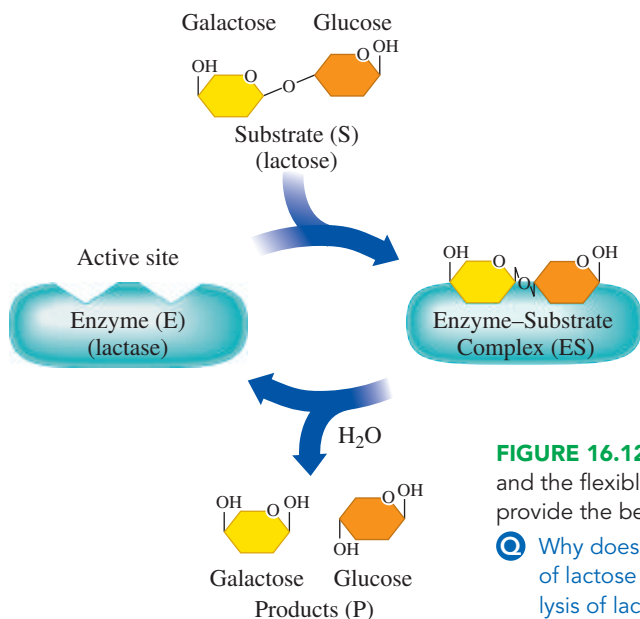 Galactose Glucose
OH O O OH
O
Substrate (S)
(lactose)
Active site
Enzyme (E)
(lactase)
OH O O O OH
Enzyme–Substrate
Complex (ES)
H₂O
OH O OH O OH
OH
Galactose Glucose
Products (P)
FIGURE 16.12
and the flexibl
provide the be
Q Why does
of lactose
lysis of lac